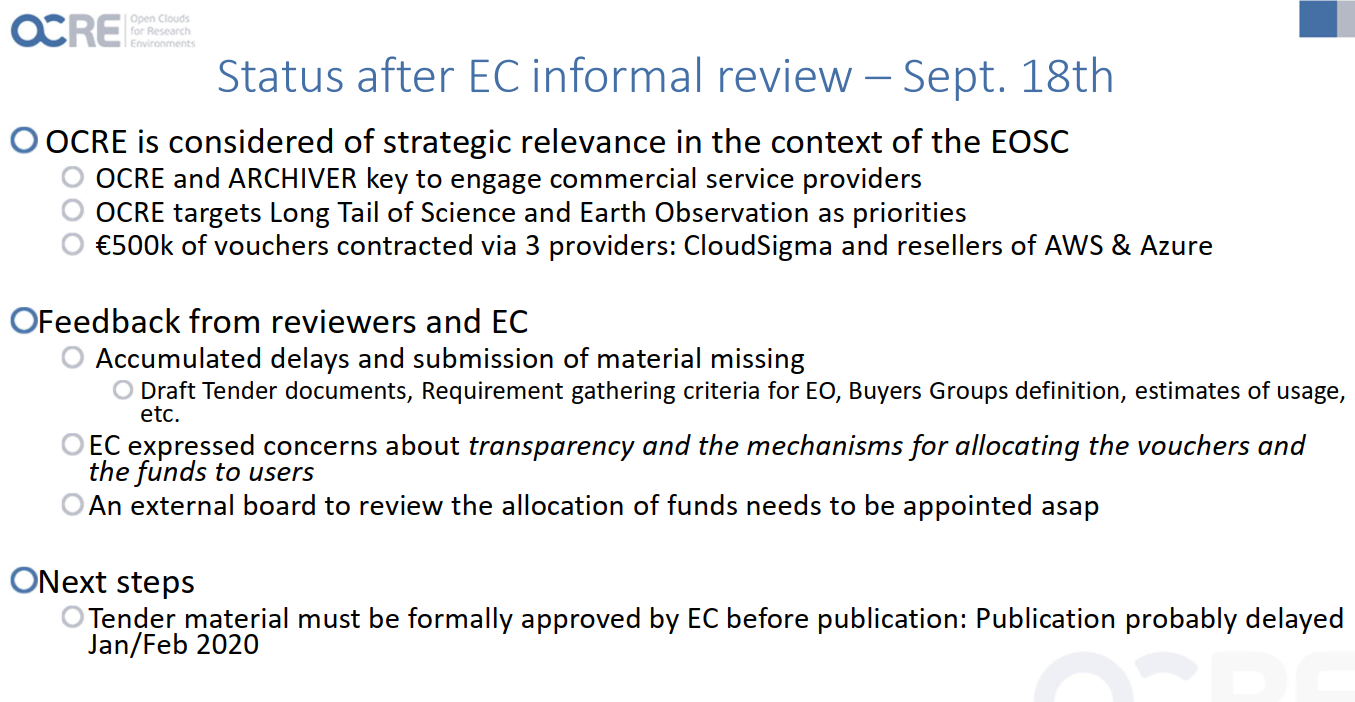 OCRE
Open Clouds
for Research
Environments
Status after EC informal review – Sept. 18th
OCRE is considered of strategic relevance in the context of the EOSC
OCRE and ARCHIVER key to engage commercial service providers
OCRE targets Long Tail of Science and Earth Observation as priorities
€500k of vouchers contracted via 3 providers: CloudSigma and resellers of AWS & Azure
Feedback from reviewers and EC
Accumulated delays and submission of material missing
Draft Tender documents, Requirement gathering criteria for EO, Buyers Groups definition, estimates of usage,
etc.
EC expressed concerns about transparency and the mechanisms for allocating the vouchers and
the funds to users
An external board to review the allocation of funds needs to be appointed asap
Next steps
Tender material must be formally approved by EC before publication: Publication probably delayed
Jan/Feb 2020
OCRE